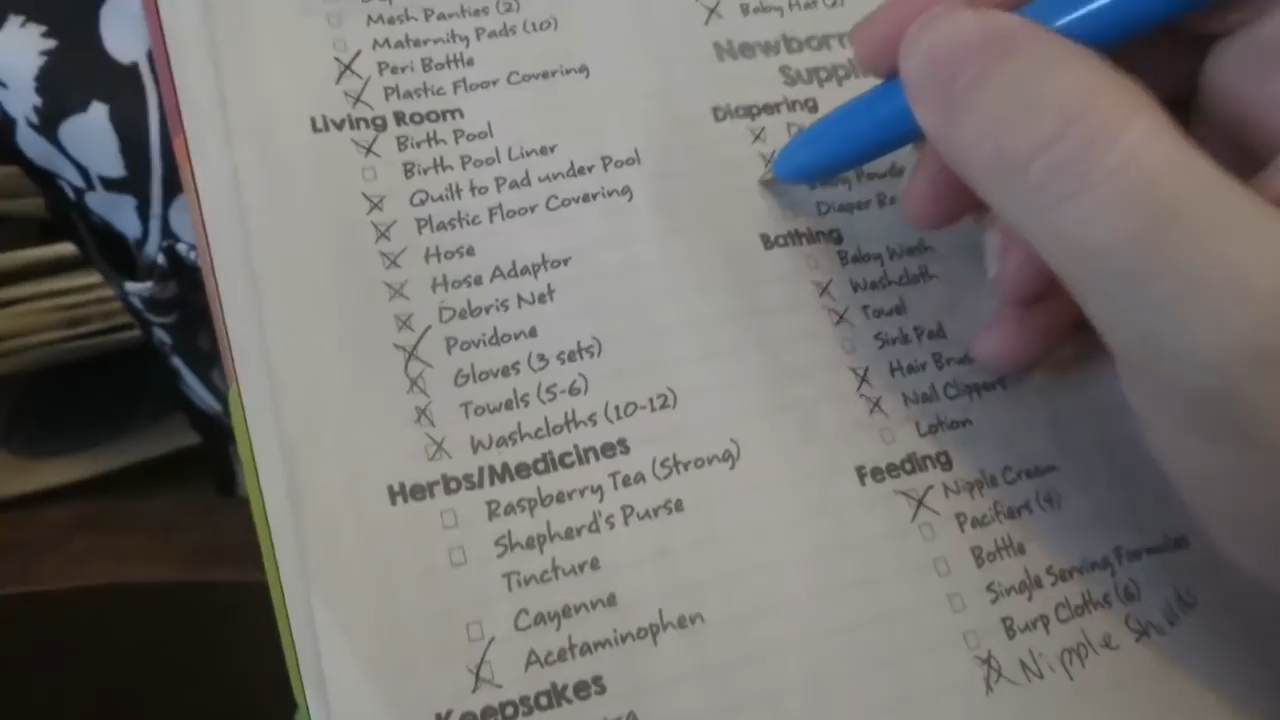 Mesh Panties (2)
Maternity Pads (10)
Peri Bottle
Plastic Floor Covering
Living Room
Birth Pool
Birth Pool Liner
Quilt to Pad under Pool
Plastic Floor Covering
Hose
Hose Adaptor
Debris Net
Povidone
Gloves (3 sets)
Towels (5-6)
Washcloths (10-12)
Herbs/Medicines
Raspberry Tea (Strong)
Shepherd's Purse
Tincture
Cayenne
Acetaminophen
Keepsakes
Baby Hat (2)
Newborn
Diapering
Diaper
Bathing
Baby Wash
Washcloth
Towel
Sink Pad
Hair
Nail Clippers
Lotion
Feeding
Nipple Cream
Pacifiers (4)
Bottle
Single Serving Formulas
Burp Cloths (6)
Nipple